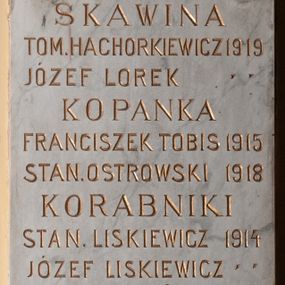 SKAWINA
TOM. HACHORKIEWICZ 1919
JÓZEF LOREK " "
KOPANKA
FRANCISZEK TOBIS 1915
STAN. OSTROWSKI 1918
KORABNIKI
STAN. LISKIEWICZ 1914
JÓZEF LISKIEWICZ " "